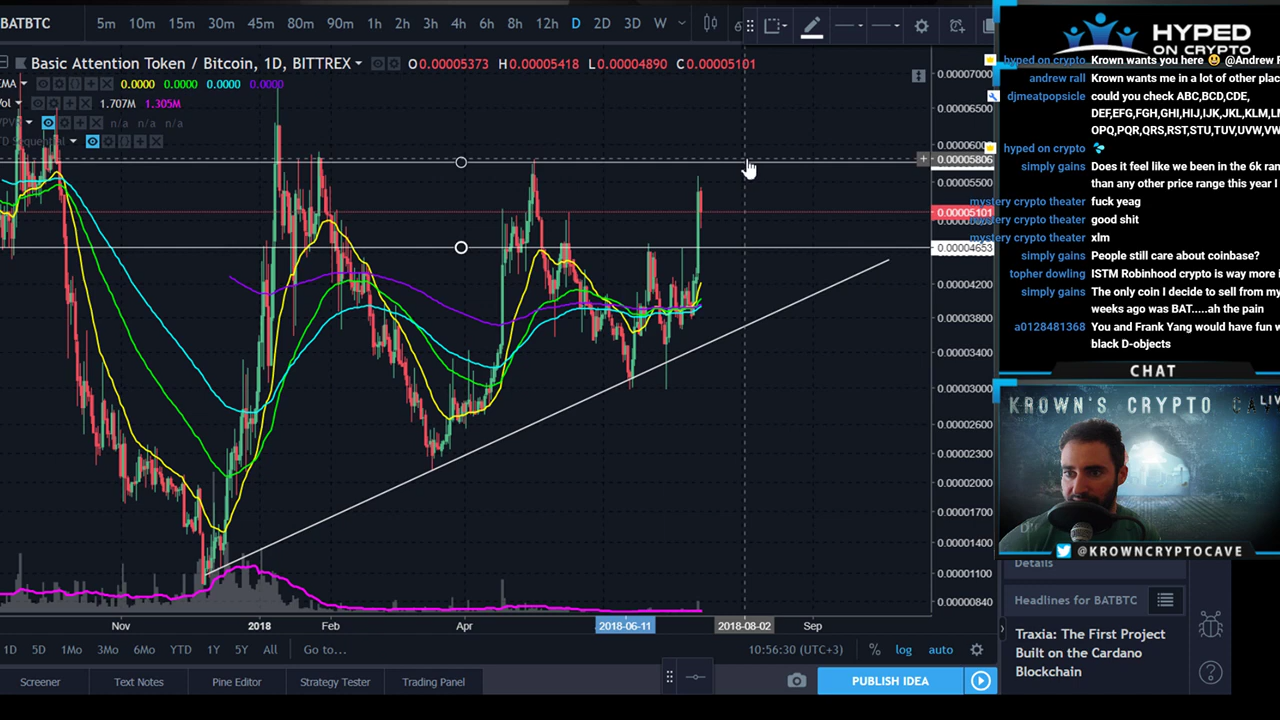 BATBTC 5m 10m 15m 30m 45m 80m 90m 1h 2h 3h 4h 6h 8h 12h D 2D 3D W
Basic Attention Token / Bitcoin, 1D, BITTREX O0.00005373 H0.00005418 L0.00004890 C0.00005101
0.0000 0.0000 0.0000 0.0000
Vol 1.707M 1.305M
n/a n/a n/a
Sequential
0.00007000
0.00006500
0.00006000
0.00005806
0.00005500
0.00005101
0.00004653
0.00004200
0.00003800
0.00003400
0.00003000
0.00002600
0.00002300
0.00002000
0.00001700
0.00001400
0.00001100
0.00000840
Nov 2018 Feb Apr 2018-06-11 2018-08-02 Sep
1D 5D 1Mo 3Mo 6Mo YTD 1Y 5Y All Go to... 10:56:30 (UTC+3) % log auto
Screener Text Notes Pine Editor Strategy Tester Trading Panel PUBLISH IDEA
HYPED
ON CRYPTO
hyped on crypto Krown wants you here 😃 @Andrew
andrew rall Krown wants me in a lot of other
djmeatpopsicle could you check ABC,BCD,CDE,
DEF,EFG,FGH,GHI,HIJ,IJK,JKL,KLM,
OPQ,PQR,QRS,RST,STU,TUV,UVW,
hyped on crypto
simply gains Does it feel like we been in the 6k
than any other price range this year I
mystery crypto theater fuck yeag
mystery crypto theater good shit
mystery crypto theater xlm
simply gains People still care about coinbase?
topher dowling ISTM Robinhood crypto is way more
simply gains The only coin I decide to sell from my
weeks ago was BAT.....ah the pain
a0128481368 You and Frank Yang would have fun
black D-objects
CHAT
KROWN'S CRYPTO CAVE
LIV
@KROWNCRYPTOCAVE
Details
Headlines for BATBTC
Traxia: The First Project
Built on the Cardano
Blockchain